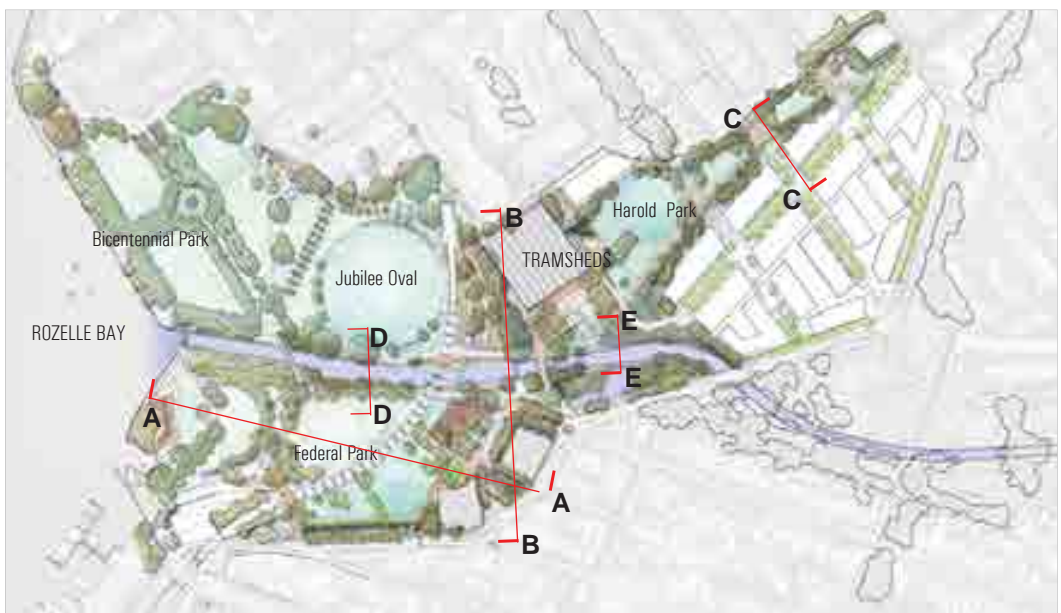 C
C
B
Harold Park
Bicentennial Park
TRAMSHEDS
Jubilee Oval
ROZELLE BAY
D
E
E
A
D
Federal Park
A
B